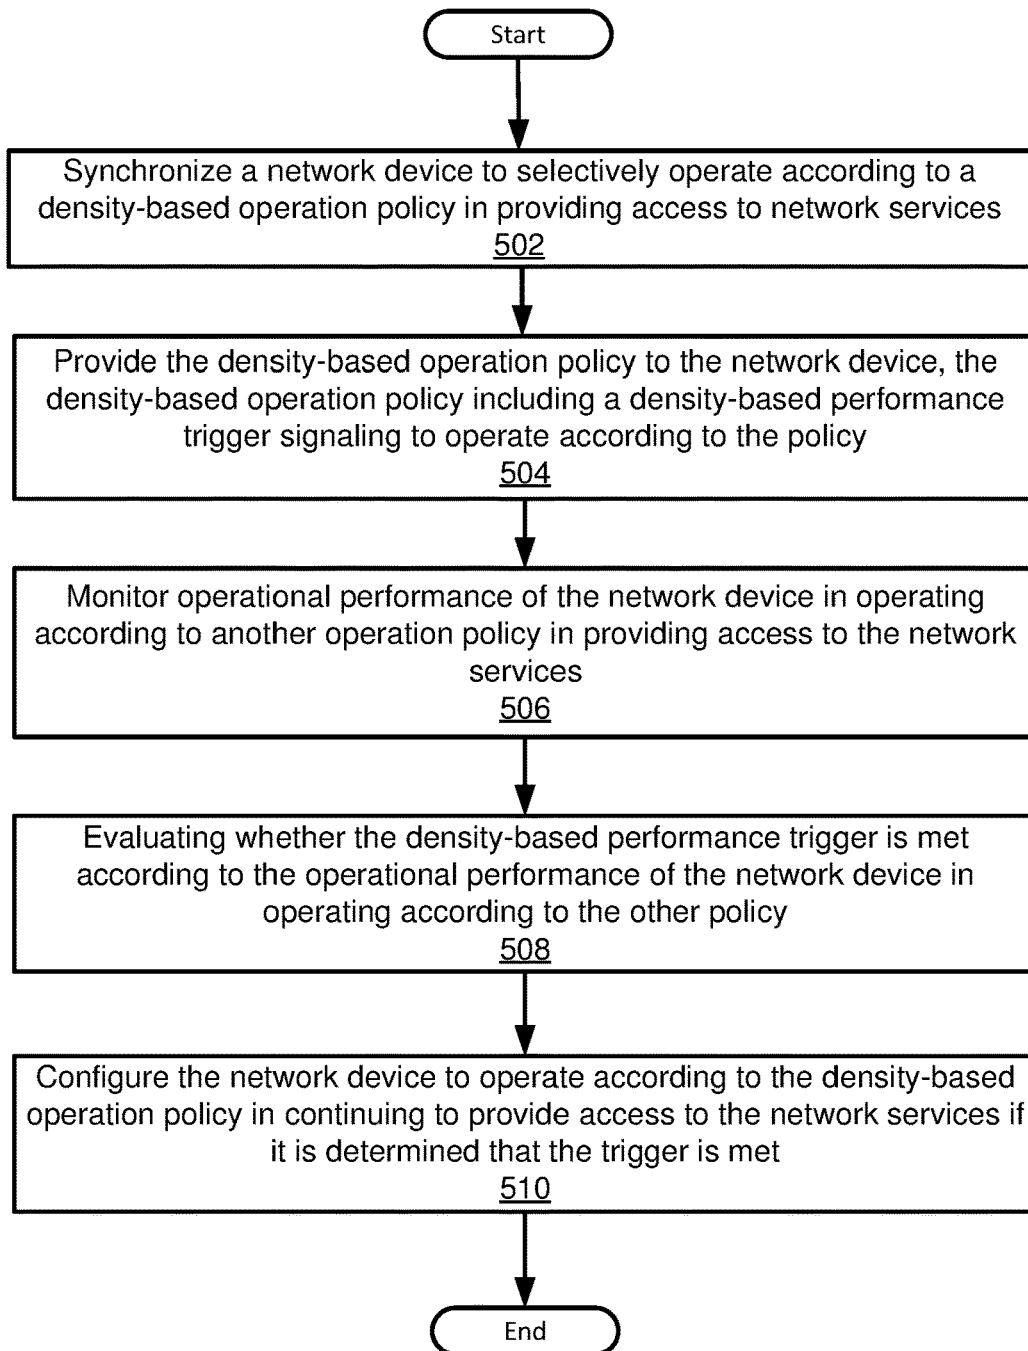 Start
Synchronize a network device to selectively operate according to a
density-based operation policy in providing access to network services
502
Provide the density-based operation policy to the network device, the
density-based operation policy including a density-based performance
trigger signaling to operate according to the policy
504
Monitor operational performance of the network device in operating
according to another operation policy in providing access to the network
services
506
Evaluating whether the density-based performance trigger is met
according to the operational performance of the network device in
operating according to the other policy
508
Configure the network device to operate according to the density-based
operation policy in continuing to provide access to the network services if
it is determined that the trigger is met
510
End